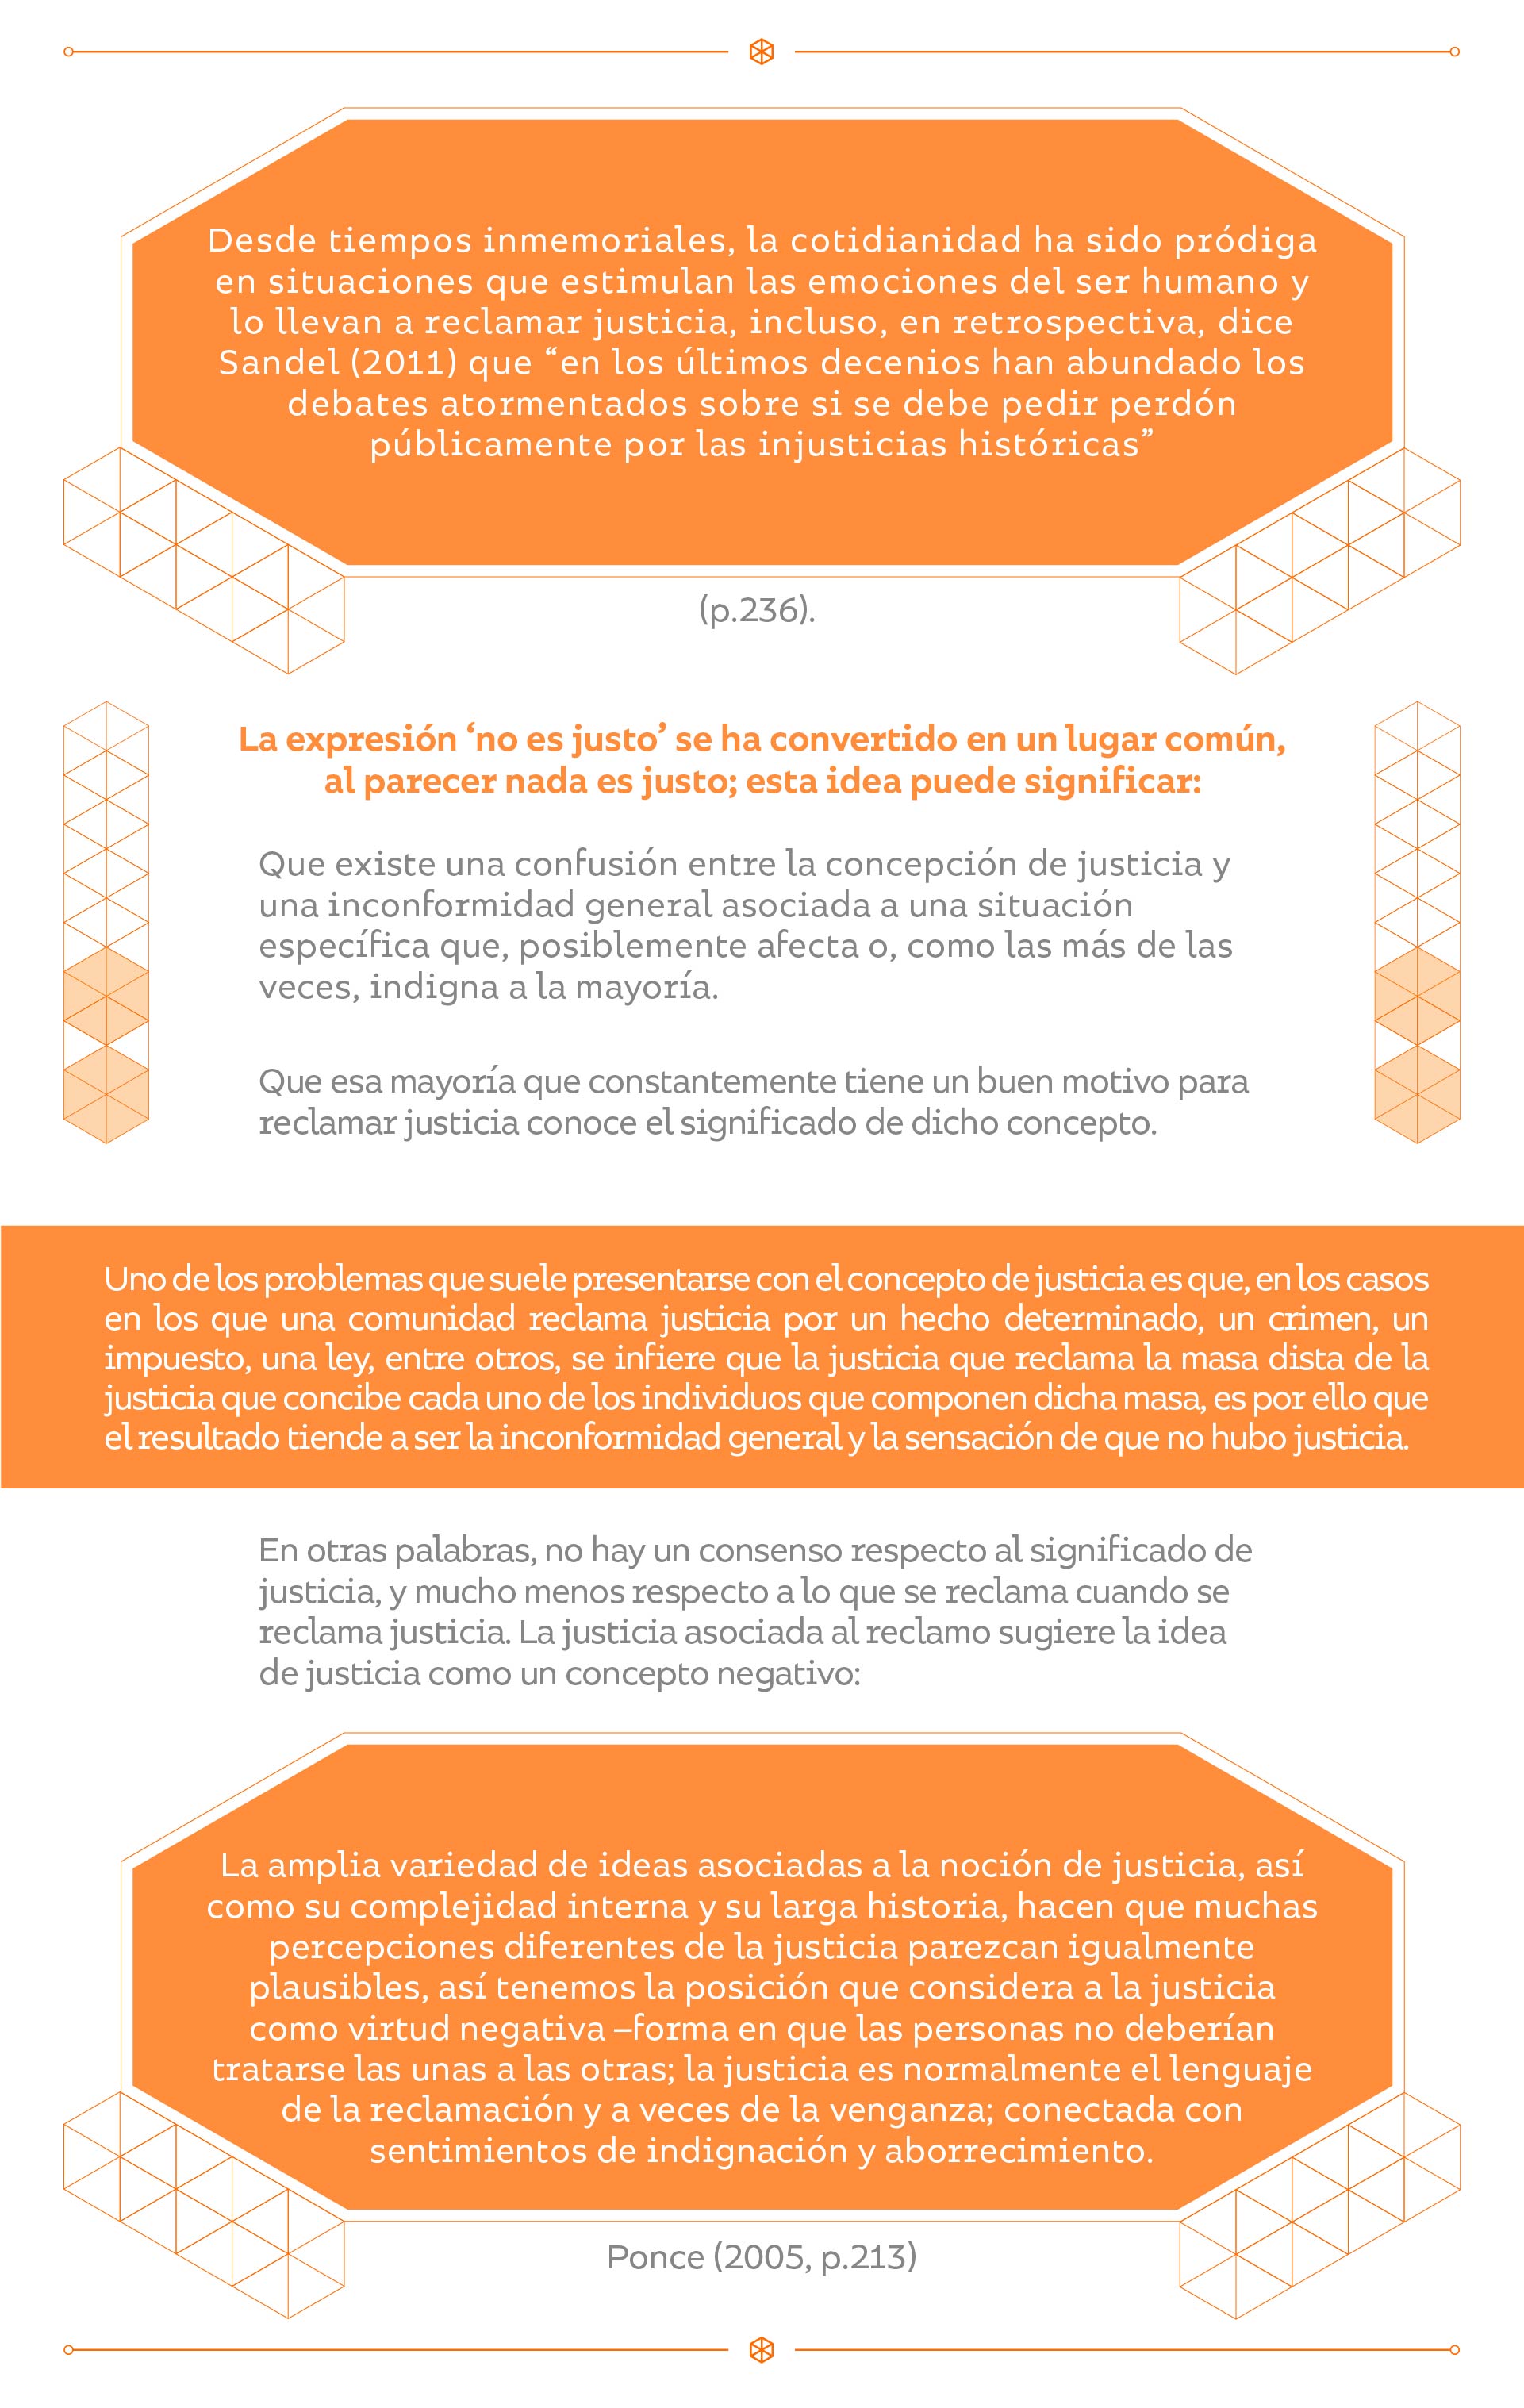 Desde tiempos inmemoriales, la cotidianidad ha sido pródiga
en situaciones que estimulan las emociones del ser humano y
lo llevan a reclamar justicia, incluso, en retrospectiva, dice
Sandel (2011) que “en los últimos decenios han abundado los
debates atormentados sobre si se debe pedir perdón
públicamente por las injusticias históricas”
(p.236).
La expresión ‘no es justo’ se ha convertido en un lugar común,
al parecer nada es justo; esta idea puede significar:
Que existe una confusión entre la concepción de justicia y
una inconformidad general asociada a una situación
específica que, posiblemente afecta o, como las más de las
veces, indigna a la mayoría.
Que esa mayoría que constantemente tiene un buen motivo para
reclamar justicia conoce el significado de dicho concepto.
Uno de los problemas que suele presentarse con el concepto de justicia es que, en los casos
en los que una comunidad reclama justicia por un hecho determinado, un crimen, un
impuesto, una ley, entre otros, se infiere que la justicia que reclama la masa dista de la
justicia que concibe cada uno de los individuos que componen dicha masa, es por ello que
el resultado tiende a ser la inconformidad general y la sensación de que no hubo justicia.
En otras palabras, no hay un consenso respecto al significado de
justicia, y mucho menos respecto a lo que se reclama cuando se
reclama justicia. La justicia asociada al reclamo sugiere la idea
de justicia como un concepto negativo:
La amplia variedad de ideas asociadas a la noción de justicia, así
como su complejidad interna y su larga historia, hacen que muchas
percepciones diferentes de la justicia parezcan igualmente
plausibles, así tenemos la posición que considera a la justicia
como virtud negativa –forma en que las personas no deberían
tratarse las unas a las otras; la justicia es normalmente el lenguaje
de la reclamación y a veces de la venganza; conectada con
sentimientos de indignación y aborrecimiento.
Ponce (2005, p.213)